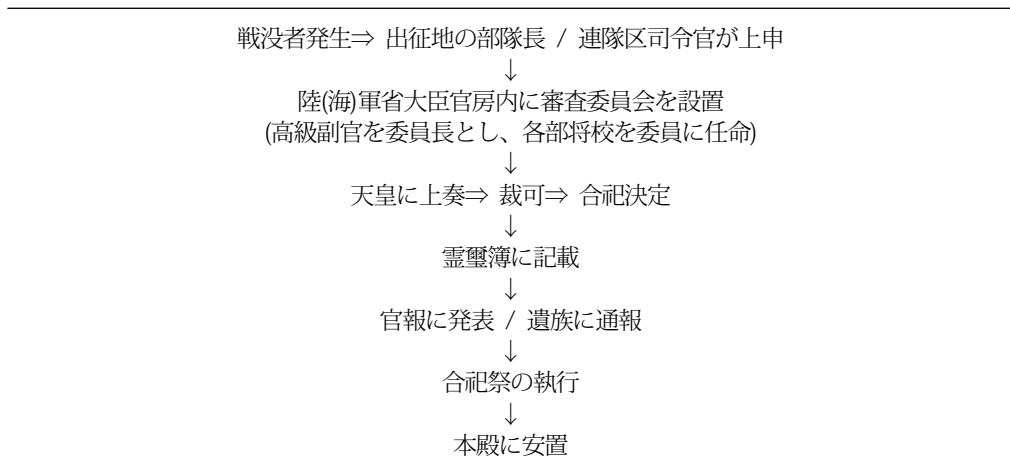 戦没者発生⇒ 出征地の部隊長 / 連隊区司令官が上申
↓
陸(海)軍省大臣官房内に審査委員会を設置
(高級副官を委員長とし、各部将校を委員に任命)
↓
天皇に上奏⇒ 裁可⇒ 合祀決定
↓
霊璽簿に記載
↓
官報に発表 / 遺族に通報
↓
合祀祭の執行
↓
本殿に安置